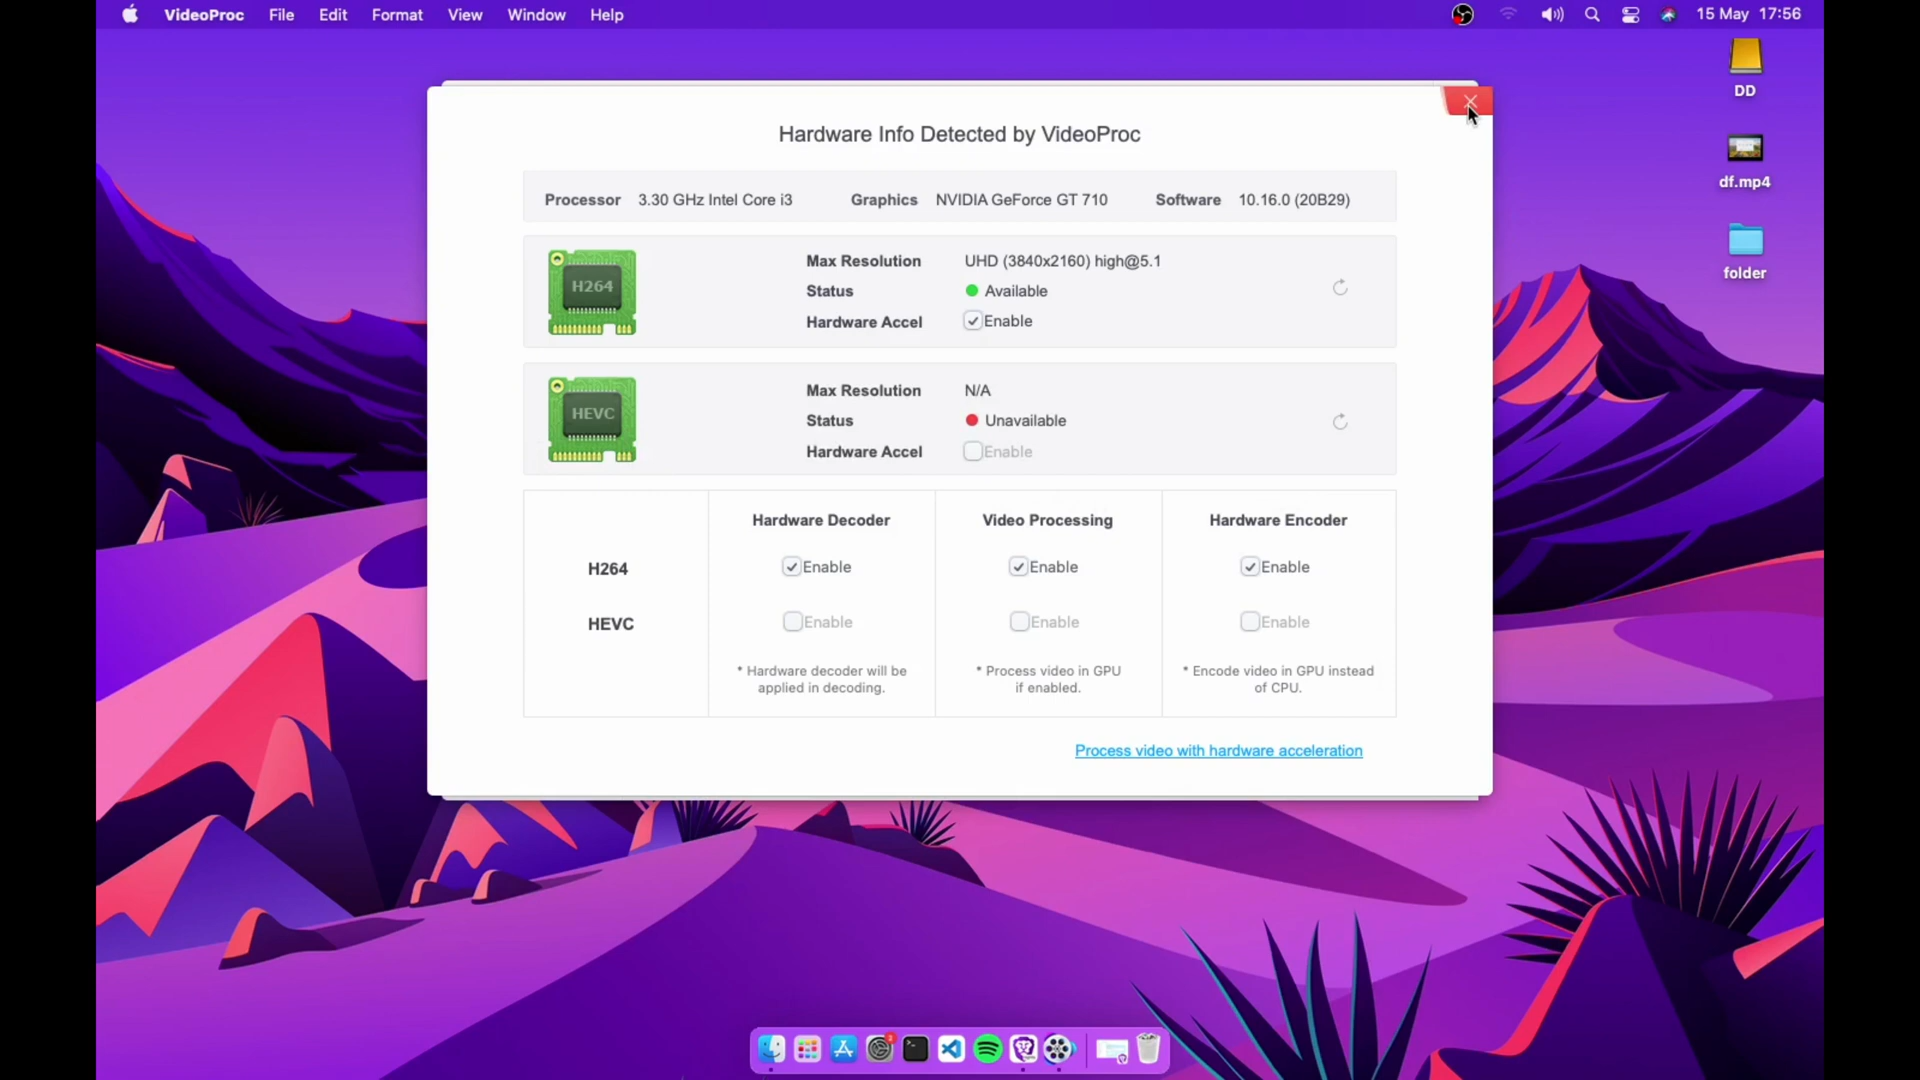 VideoProc File Edit Format View Window Help 15 May 17:56
DD
df.mp4
folder
Hardware Info Detected by VideoProc
Processor 3.30 GHz Intel Core i3 Graphics NVIDIA GeForce GT 710 Software 10.16.0 (20B29)
H264
Max Resolution UHD (3840x2160) high@5.1
Status Available
Hardware Accel Enable
HEVC
Max Resolution N/A
Status Unavailable
Hardware Accel Enable
Hardware Decoder Video Processing Hardware Encoder
H264 Enable Enable Enable
HEVC Enable Enable Enable
* Hardware decoder will be
applied in decoding.
* Process video in GPU
if enabled.
* Encode video in GPU instead
of CPU.
Process video with hardware acceleration